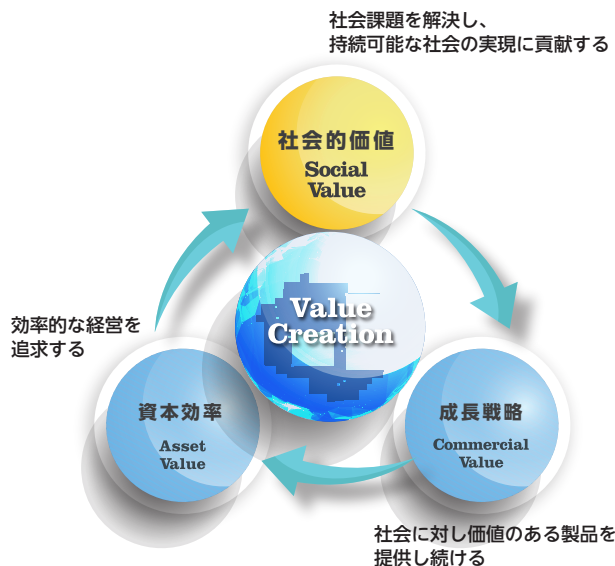 社会課題を解決し、
持続可能な社会の実現に貢献する
社会的価値
Social
Value
Value
Creation
効率的な経営を
追求する
資本効率
Asset
Value
成長戦略
Commercial
Value
社会に対し価値のある製品を
提供し続ける